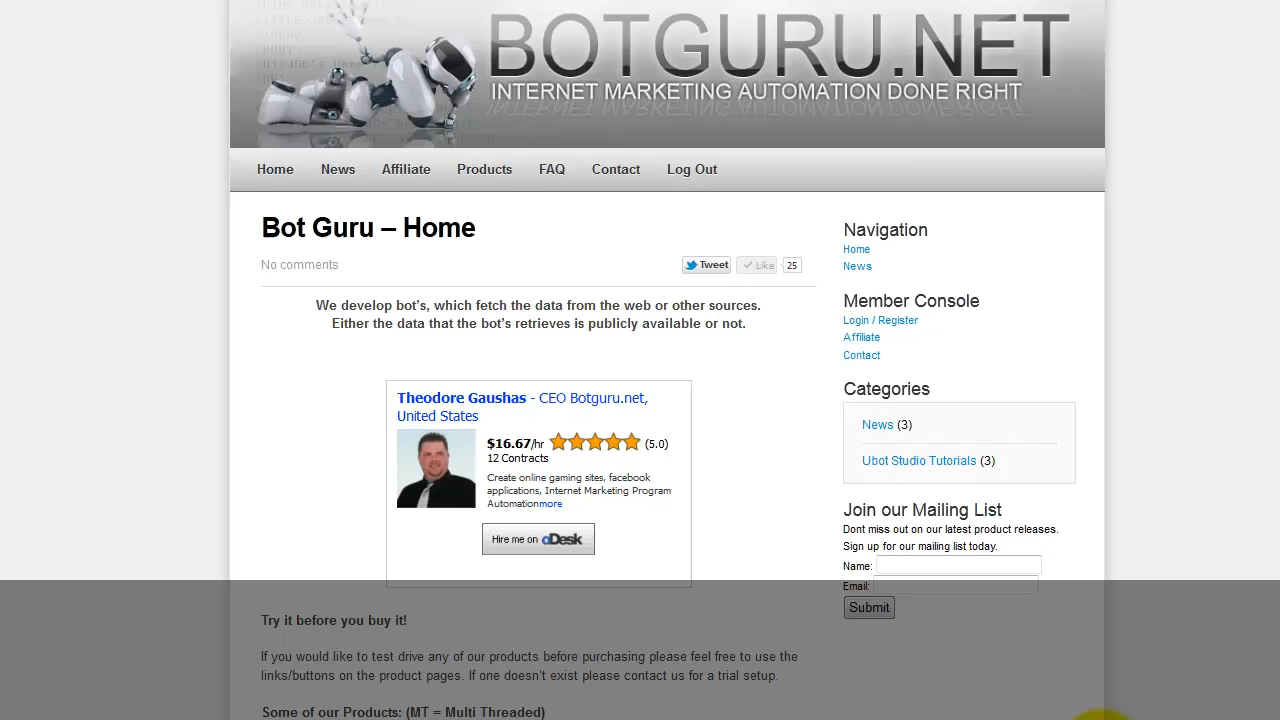 BOTGURU.NET
INTERNET MARKETING AUTOMATION DONE RIGHT
Home News Affiliate Products FAQ Contact Log Out
Bot Guru – Home
No comments
Tweet Like 25
We develop bot's, which fetch the data from the web or other sources.
Either the data that the bot's retrieves is publicly available or not.
Theodore Gaushas - CEO Botguru.net,
United States
$16.67/hr (5.0)
12 Contracts
Create online gaming sites, facebook
applications, Internet Marketing Program
Automationmore
Hire me on oDesk
Try it before you buy it!
If you would like to test drive any of our products before purchasing please feel free to use the
links/buttons on the product pages. If one doesn't exist please contact us for a trial setup.
Some of our Products: (MT = Multi Threaded)
Navigation
Home
News
Member Console
Login / Register
Affiliate
Contact
Categories
News (3)
Ubot Studio Tutorials (3)
Join our Mailing List
Dont miss out on our latest product releases.
Sign up for our mailing list today.
Name:
Email:
Submit